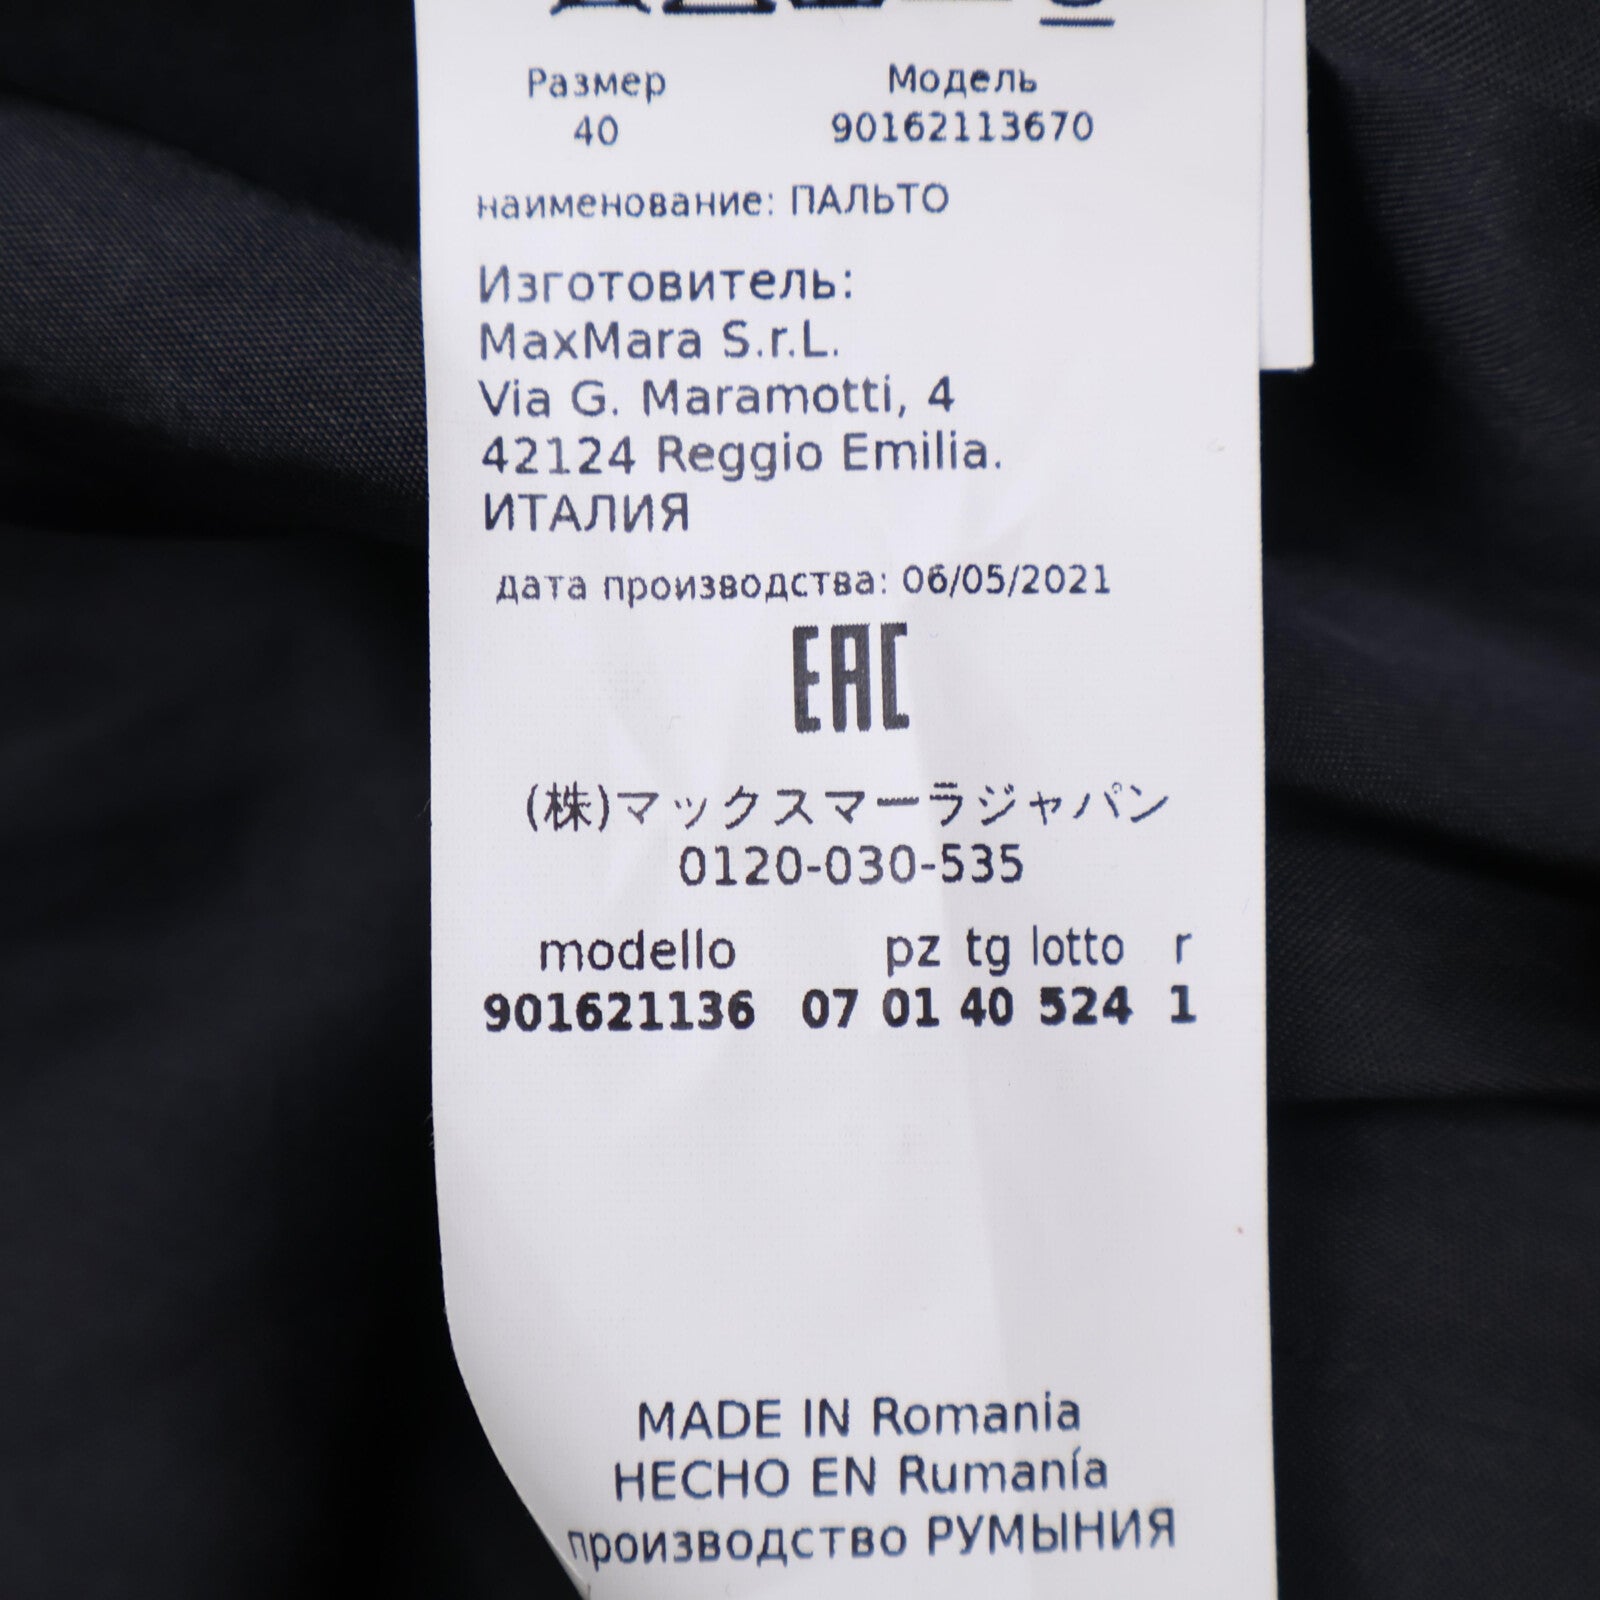 Размер Модель
40 90162113670
наименование: ПАЛЬТО
Изготовитель:
MaxMara S.r.L.
Via G. Maramotti, 4
42124 Reggio Emilia.
ИТАЛИЯ
дата производства: 06/05/2021
EAC
(株)マックスマーラジャパン
0120-030-535
modello pz tg lotto r
901621136 07 01 40 524 1
MADE IN Romania
HECHO EN Rumanía
производство РУМЫНИЯ